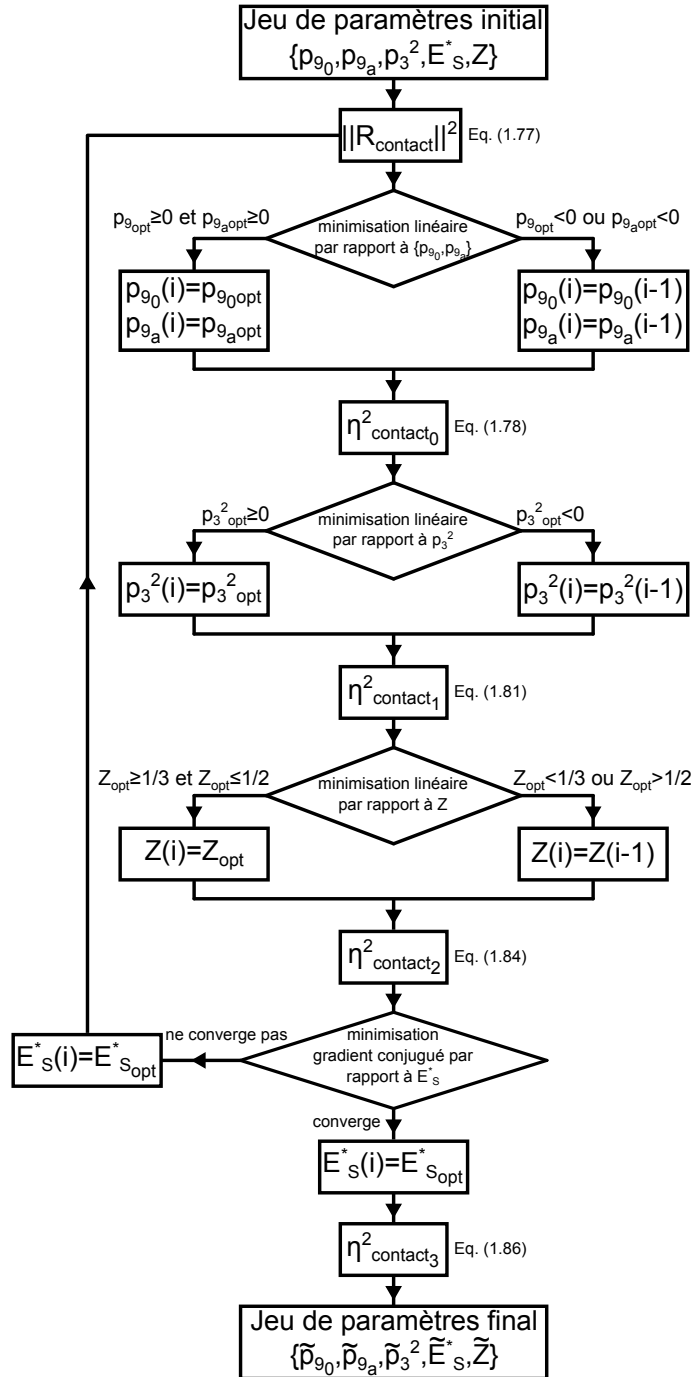 Jeu de paramètres initial
{p₉₀,p₉ₐ,p₃²,E*S,Z}
||Rcontact||² Eq. (1.77)
p₉opt≥0 et p₉ₐopt≥0
minimisation linéaire
par rapport à {p₉₀,p₉ₐ}
p₉opt<0 ou p₉ₐopt<0
p₉₀(i)=p₉₀opt
p₉ₐ(i)=p₉ₐopt
p₉₀(i)=p₉₀(i-1)
p₉ₐ(i)=p₉ₐ(i-1)
η²contact₀ Eq. (1.78)
p₃²opt≥0
minimisation linéaire
par rapport à p₃²
p₃²opt<0
p₃²(i)=p₃²opt
p₃²(i)=p₃²(i-1)
η²contact₁ Eq. (1.81)
Zopt≥1/3 et Zopt≤1/2
minimisation linéaire
par rapport à Z
Zopt<1/3 ou Zopt>1/2
Z(i)=Zopt
Z(i)=Z(i-1)
η²contact₂ Eq. (1.84)
ne converge pas
minimisation
gradient conjugué par
rapport à E*S
E*S(i)=E*Sopt
converge
E*S(i)=E*Sopt
η²contact₃ Eq. (1.86)
Jeu de paramètres final
{p̃₉₀,p̃₉ₐ,p̃₃²,Ẽ*S,Z̃}